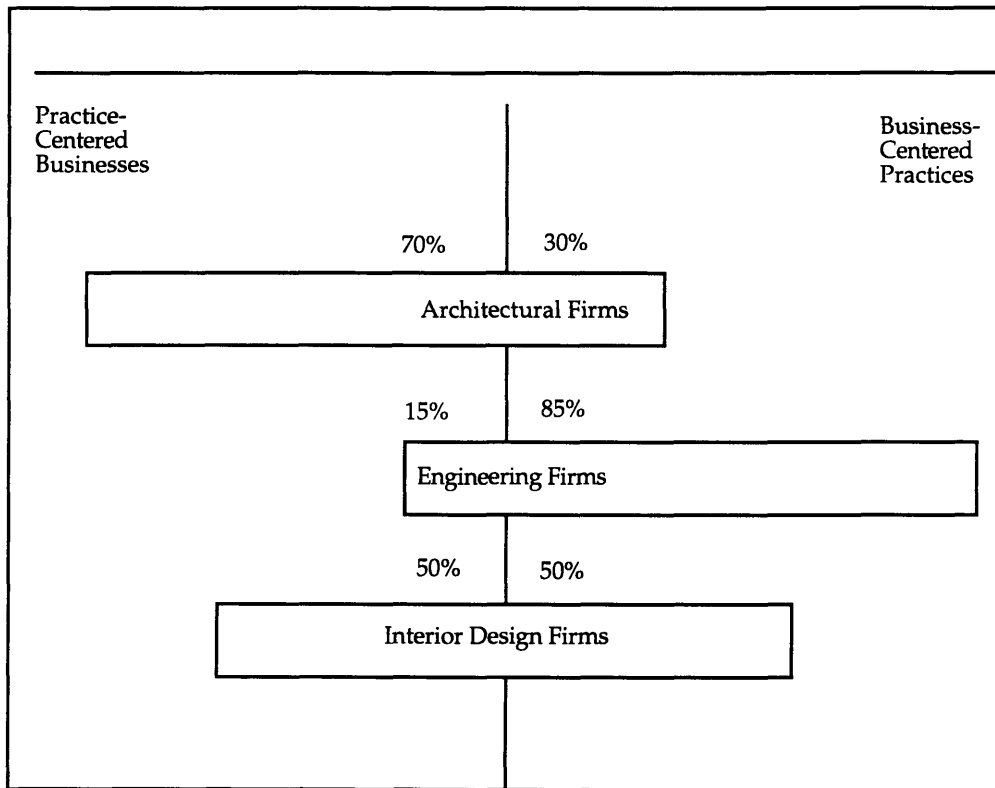 Practice-
Centered
Businesses
Business-
Centered
Practices
70% 30%
Architectural Firms
15% 85%
Engineering Firms
50% 50%
Interior Design Firms